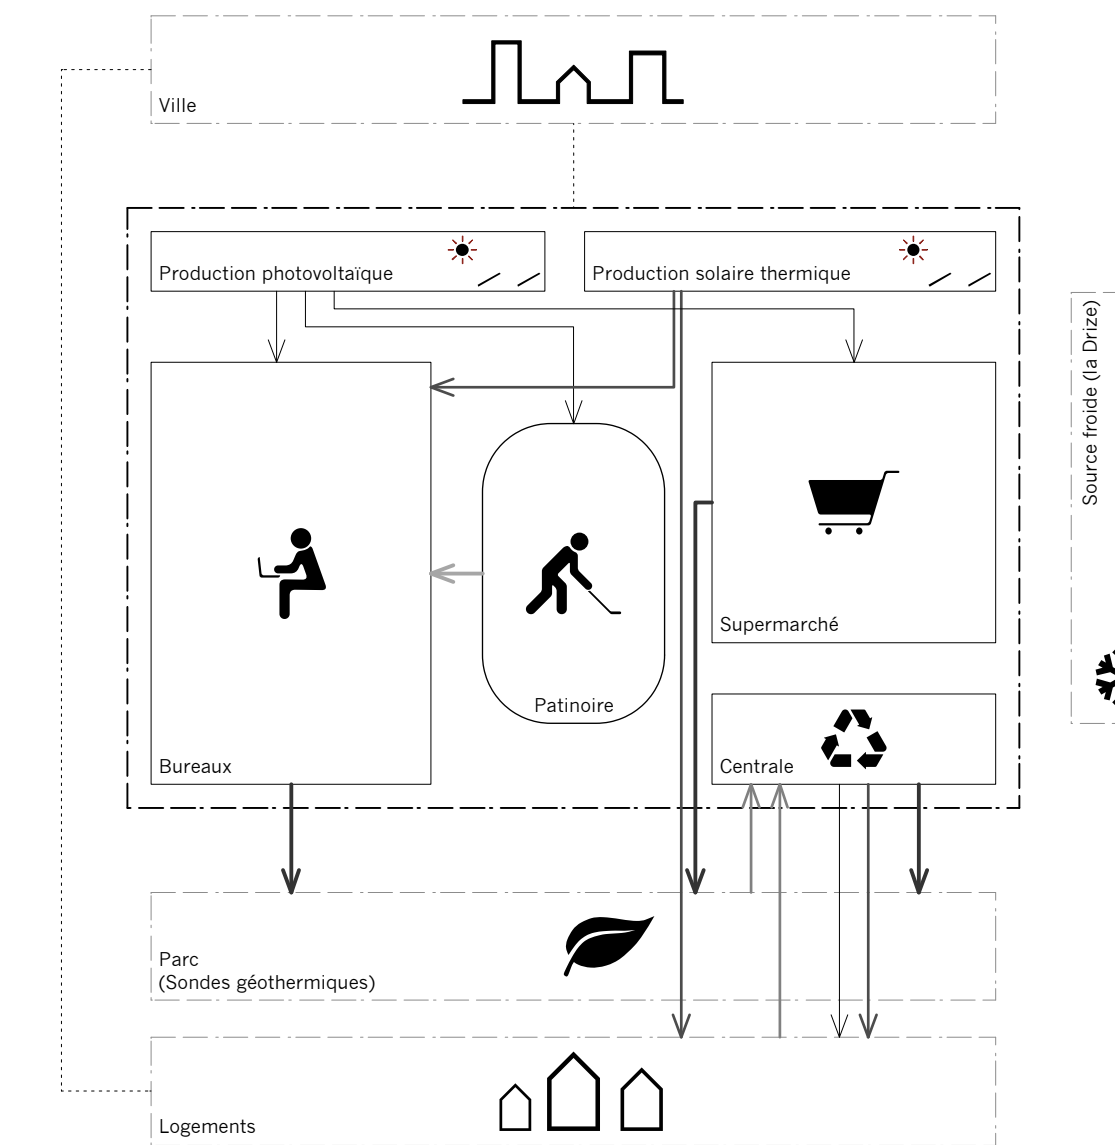 Ville
Production photovoltaïque
Production solaire thermique
Source froide (la Drize)
Supermarché
Patinoire
Bureaux
Centrale
Parc
(Sondes géothermiques)
Logements